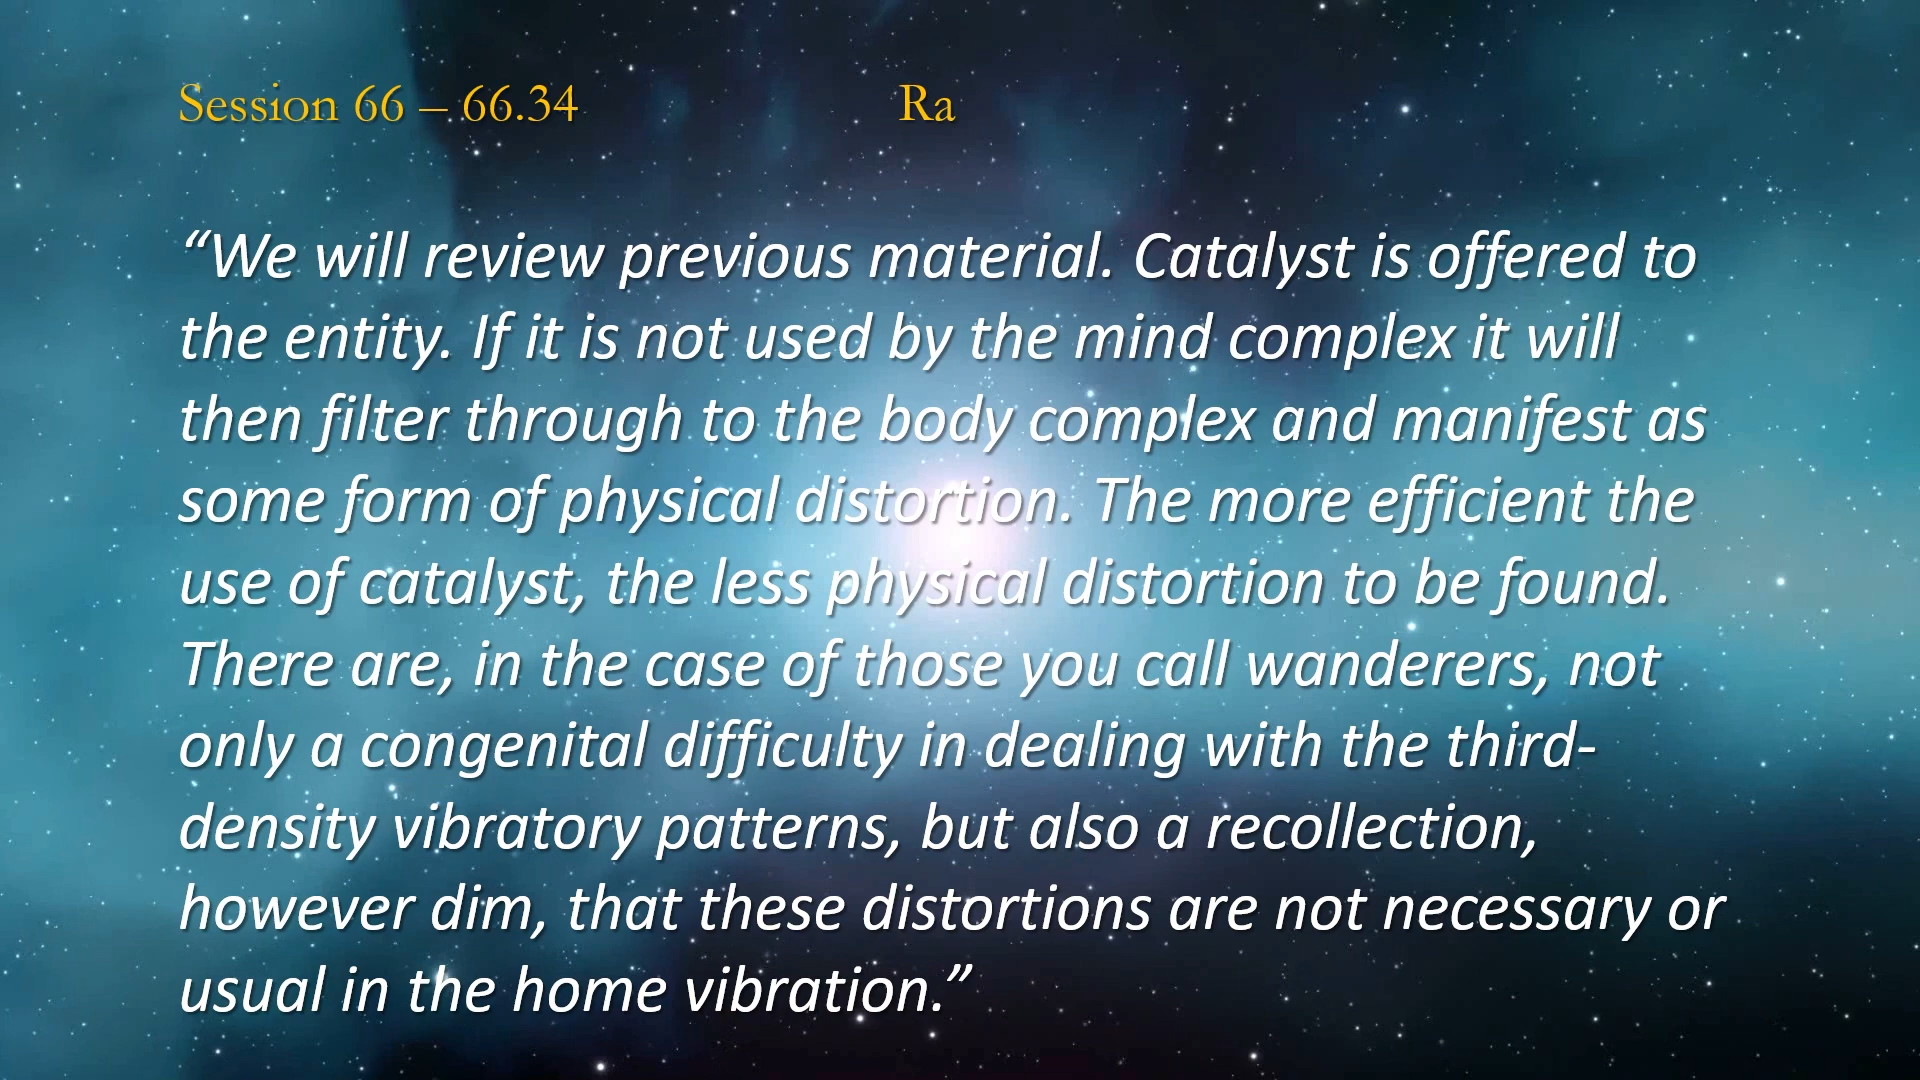 Session 66 – 66.34 Ra
“We will review previous material. Catalyst is offered to
the entity. If it is not used by the mind complex it will
then filter through to the body complex and manifest as
some form of physical distortion. The more efficient the
use of catalyst, the less physical distortion to be found.
There are, in the case of those you call wanderers, not
only a congenital difficulty in dealing with the third-
density vibratory patterns, but also a recollection,
however dim, that these distortions are not necessary or
usual in the home vibration.”